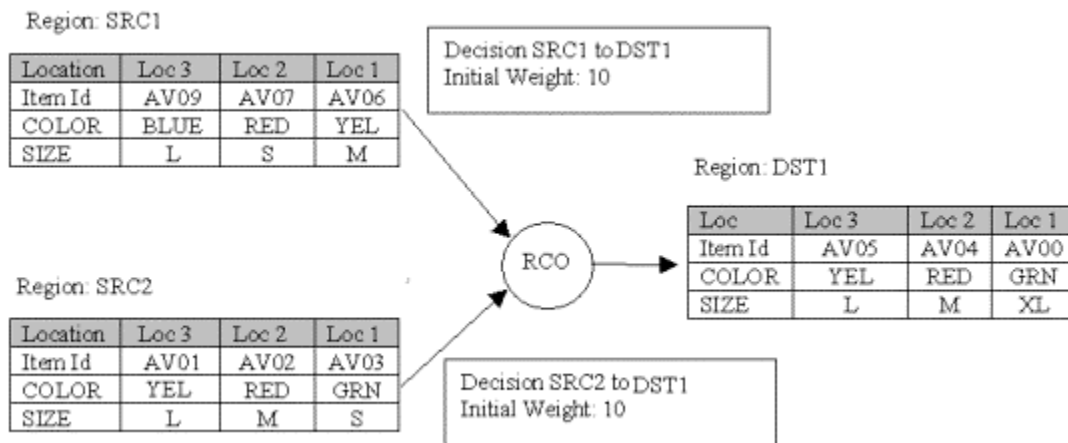 Region: SRC1
Location Loc 3 Loc 2 Loc 1
Item Id AV09 AV07 AV06
COLOR BLUE RED YEL
SIZE L S M
Decision SRC1 to DST1
Initial Weight: 10
Region: DST1
Loc Loc 3 Loc 2 Loc 1
Item Id AV05 AV04 AV00
COLOR YEL RED GRN
SIZE L M XL
RCO
Region: SRC2
Location Loc 3 Loc 2 Loc 1
Item Id AV01 AV02 AV03
COLOR YEL RED GRN
SIZE L M S
Decision SRC2 to DST1
Initial Weight: 10